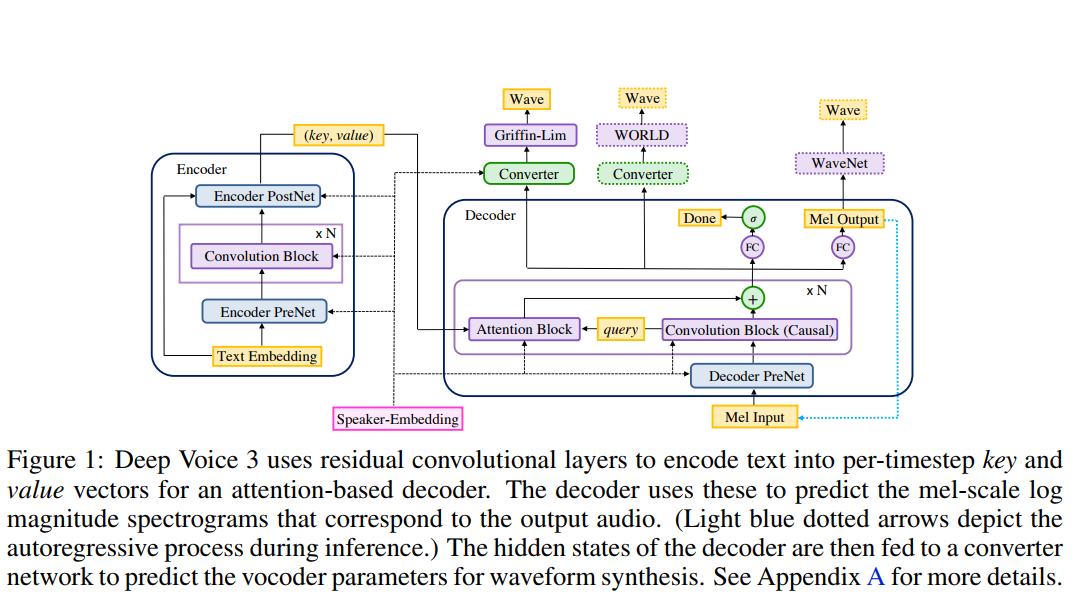 Wave
Wave
Wave
(key, value)
Griffin-Lim
WORLD
WaveNet
Encoder
Converter
Converter
Encoder PostNet
Decoder
Done
σ
Mel Output
x N
FC
FC
Convolution Block
x N
+
Encoder PreNet
Attention Block
query
Convolution Block (Causal)
Text Embedding
Decoder PreNet
Speaker-Embedding
Mel Input
Figure 1: Deep Voice 3 uses residual convolutional layers to encode text into per-timestep key and
value vectors for an attention-based decoder. The decoder uses these to predict the mel-scale log
magnitude spectrograms that correspond to the output audio. (Light blue dotted arrows depict the
autoregressive process during inference.) The hidden states of the decoder are then fed to a converter
network to predict the vocoder parameters for waveform synthesis. See Appendix A for more details.